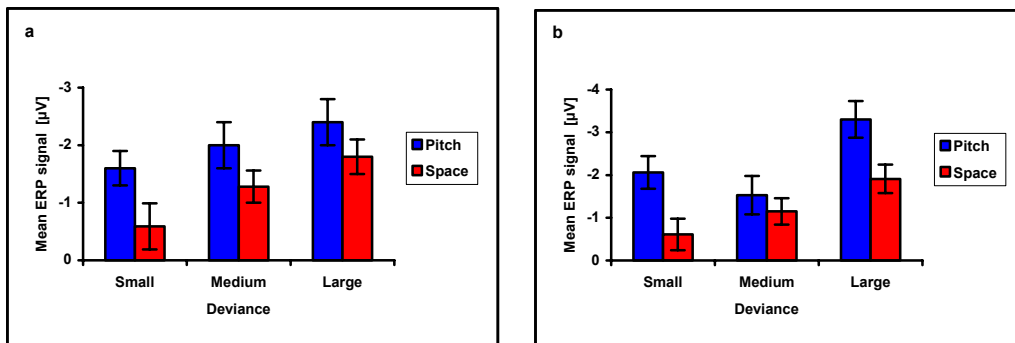 a
Mean ERP signal [µV]
-3
-2
-1
0
Small Medium Large
Deviance
Pitch
Space
b
Mean ERP signal [µV]
-4
-3
-2
-1
0
Small Medium Large
Deviance
Pitch
Space